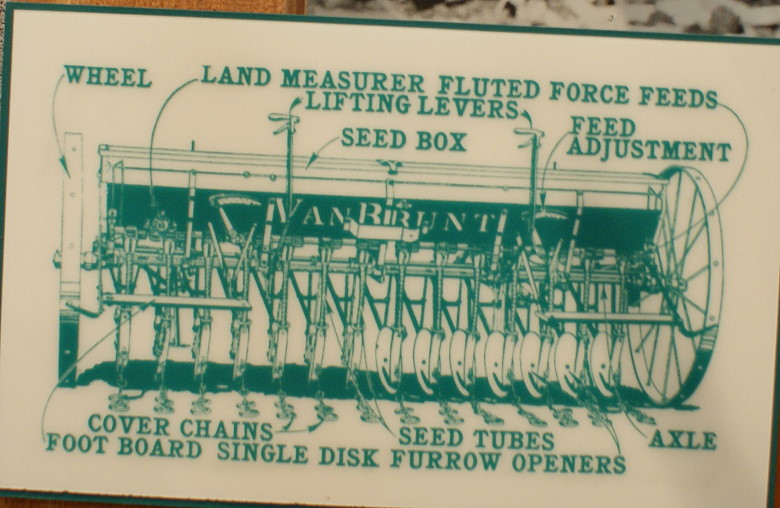 WHEEL
LAND MEASURER FLUTED FORCE FEEDS
LIFTING LEVERS
SEED BOX
FEED
ADJUSTMENT
VAN BRUNT
COVER CHAINS
SEED TUBES
AXLE
FOOT BOARD SINGLE DISK FURROW OPENERS